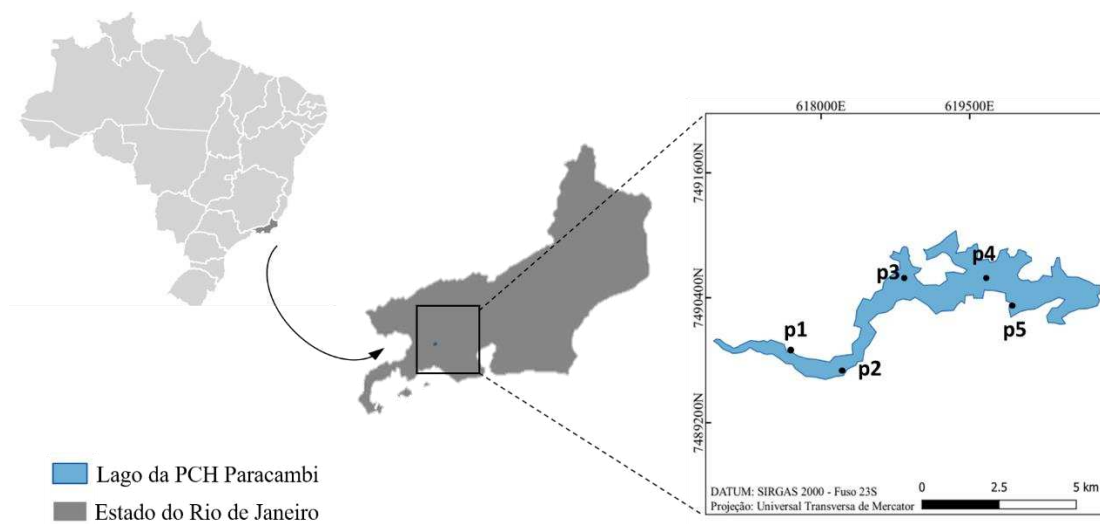 618000E 619500E
7491600N
7490400N
7489200N
p1
p2
p3
p4
p5
Lago da PCH Paracambi
Estado do Rio de Janeiro
DATUM: SIRGAS 2000 - Fuso 23S
Projeção: Universal Transversa de Mercator
0 2.5 5 km